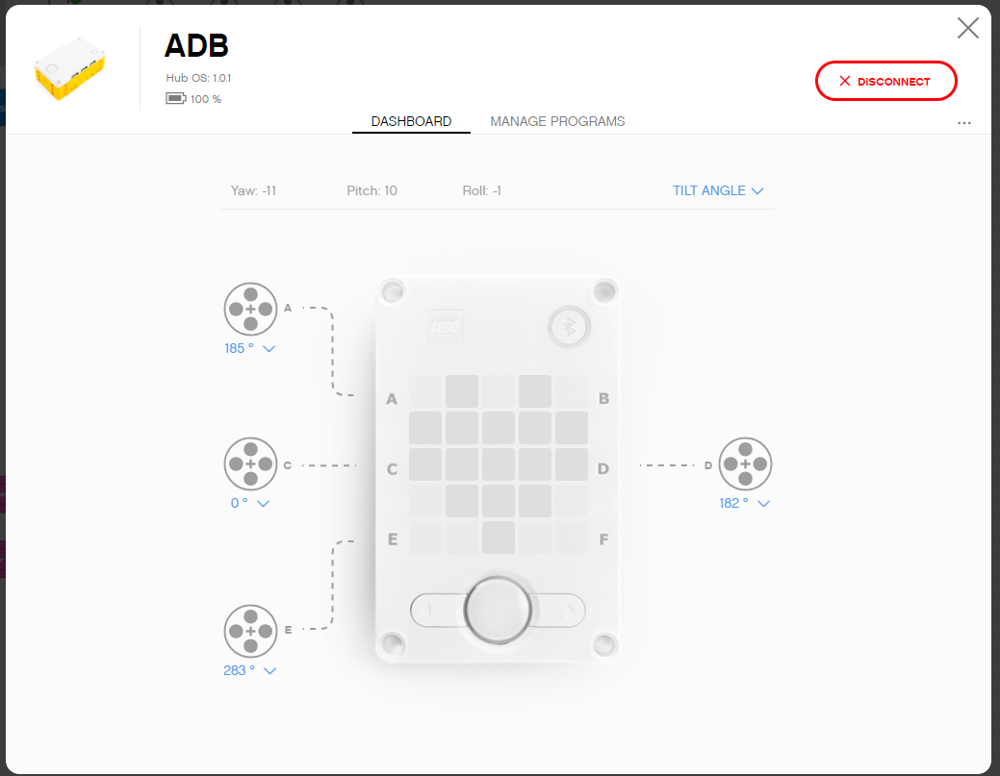 ADB
Hub OS: 1.0.1
100 %
DISCONNECT
DASHBOARD MANAGE PROGRAMS
...
Yaw: -11 Pitch: 10 Roll: -1 TILT ANGLE
A
185 °
LEGO
A B
C
0 °
C D
D
182 °
E F
E
283 °